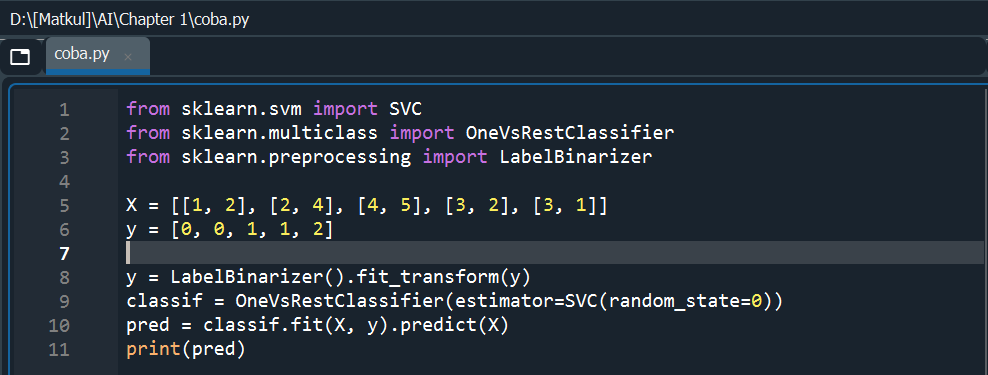 D:\[Matkul]\AI\Chapter 1\coba.py
coba.py ×
1 from sklearn.svm import SVC
2 from sklearn.multiclass import OneVsRestClassifier
3 from sklearn.preprocessing import LabelBinarizer
4
5 X = [[1, 2], [2, 4], [4, 5], [3, 2], [3, 1]]
6 y = [0, 0, 1, 1, 2]
7
8 y = LabelBinarizer().fit_transform(y)
9 classif = OneVsRestClassifier(estimator=SVC(random_state=0))
10 pred = classif.fit(X, y).predict(X)
11 print(pred)